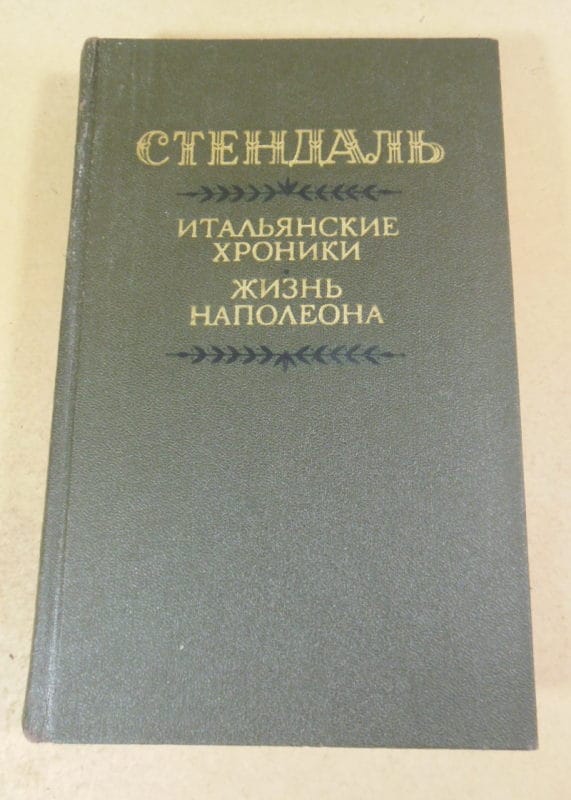 СТЕНДАЛЬ
ИТАЛЬЯНСКИЕ
ХРОНИКИ
ЖИЗНЬ
НАПОЛЕОНА